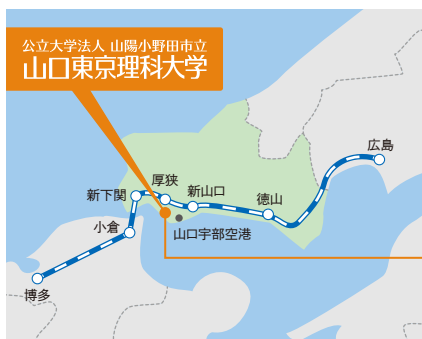 公立大学法人 山陽小野田市立
山口東京理科大学
広島
厚狭
新下関
新山口
徳山
小倉
山口宇部空港
博多